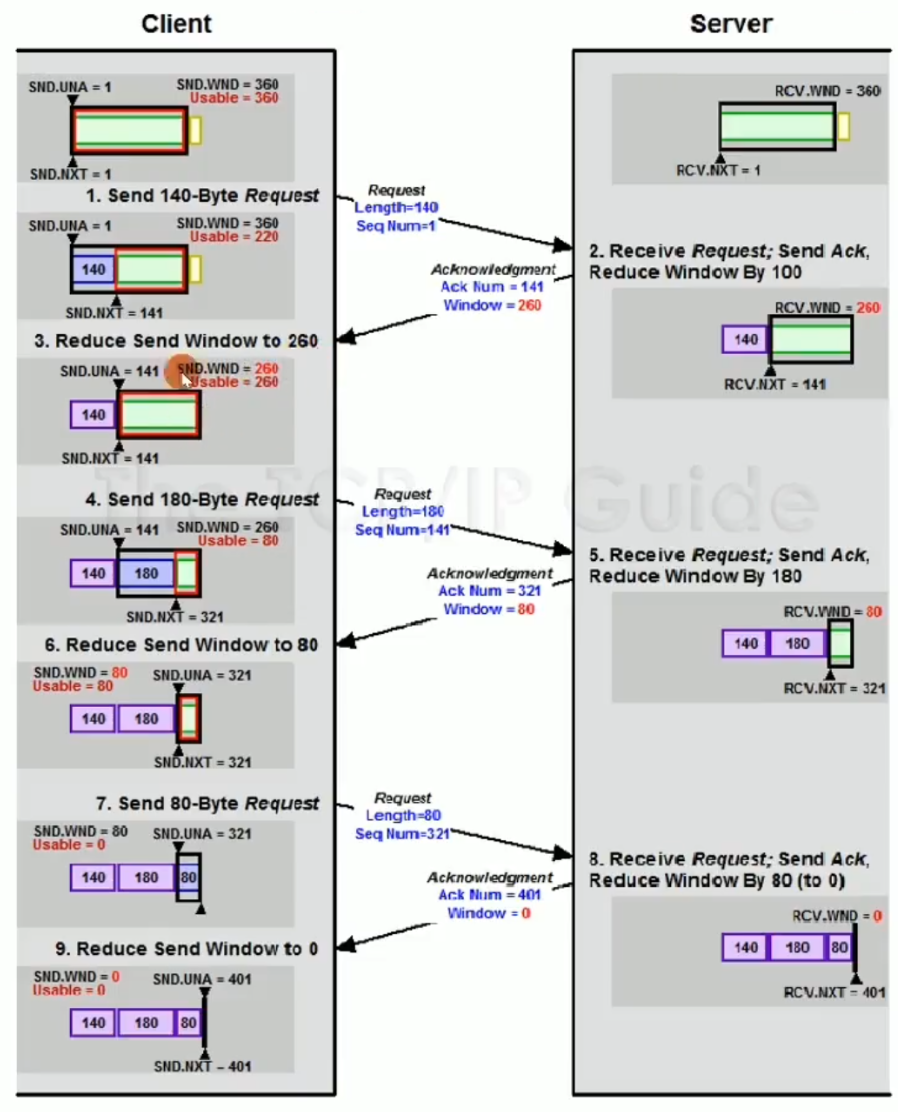 Client
Server
SND.UNA = 1
SND.WND = 360
Usable = 360
SND.NXT = 1
RCV.WND = 360
RCV.NXT = 1
1. Send 140-Byte Request
Request
Length=140
Seq Num=1
SND.UNA = 1
SND.WND = 360
Usable = 220
140
SND.NXT = 141
2. Receive Request; Send Ack,
Reduce Window By 100
Acknowledgment
Ack Num = 141
Window = 260
RCV.WND = 260
140
RCV.NXT = 141
3. Reduce Send Window to 260
SND.UNA = 141
SND.WND = 260
Usable = 260
140
SND.NXT = 141
The TCP/IP Guide
4. Send 180-Byte Request
Request
Length=180
Seq Num=141
SND.UNA = 141
SND.WND = 260
Usable = 80
140 180
SND.NXT = 321
5. Receive Request; Send Ack,
Reduce Window By 180
Acknowledgment
Ack Num = 321
Window = 80
RCV.WND = 80
140 180
RCV.NXT = 321
6. Reduce Send Window to 80
SND.WND = 80
Usable = 80
SND.UNA = 321
140 180
SND.NXT = 321
7. Send 80-Byte Request
Request
Length=80
Seq Num=321
SND.WND = 80
Usable = 0
SND.UNA = 321
140 180 80
8. Receive Request; Send Ack,
Reduce Window By 80 (to 0)
Acknowledgment
Ack Num = 401
Window = 0
RCV.WND = 0
140 180 80
RCV.NXT = 401
9. Reduce Send Window to 0
SND.WND = 0
Usable = 0
SND.UNA = 401
140 180 80
SND.NXT = 401